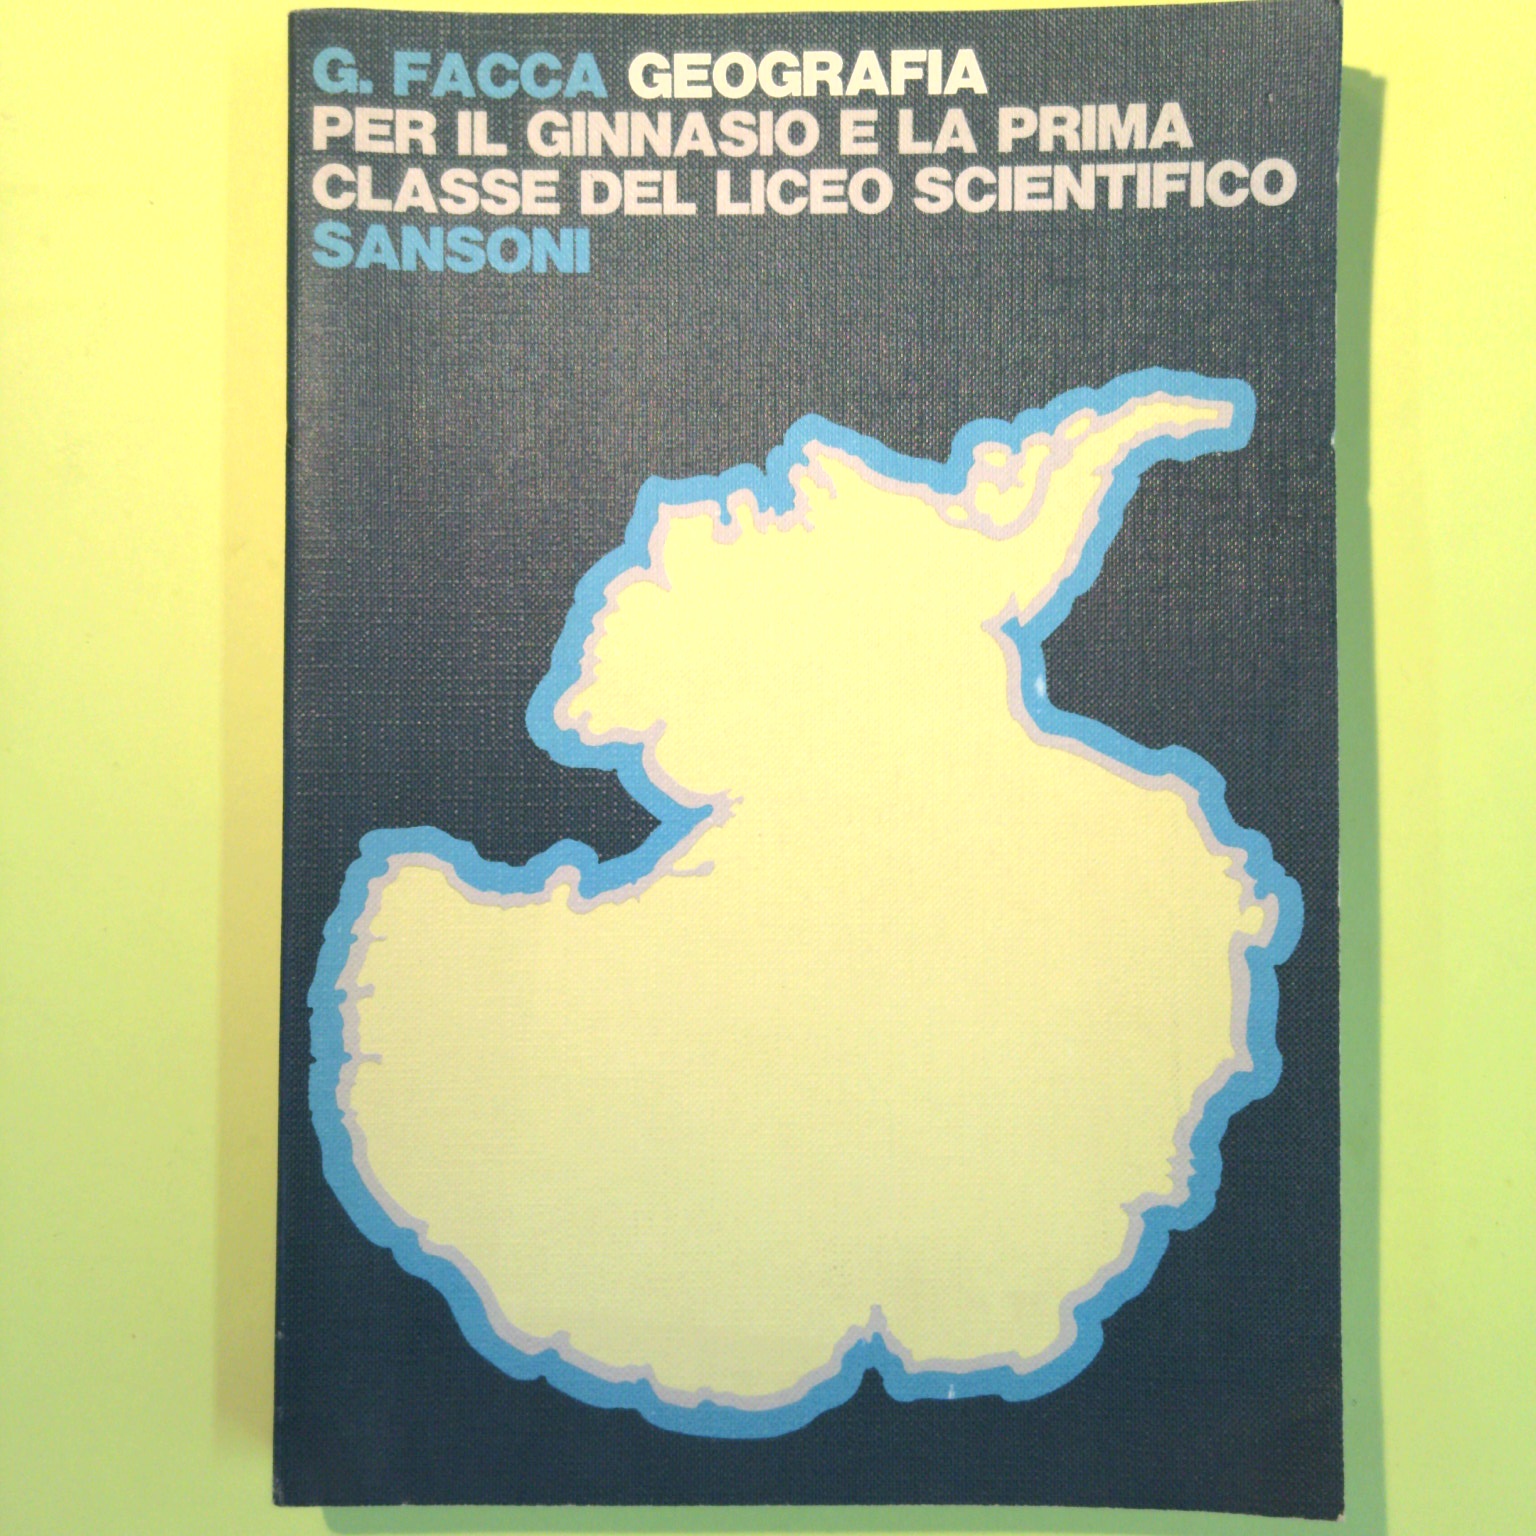 G. FACCA GEOGRAFIA
PER IL GINNASIO E LA PRIMA
CLASSE DEL LICEO SCIENTIFICO
SANSONI